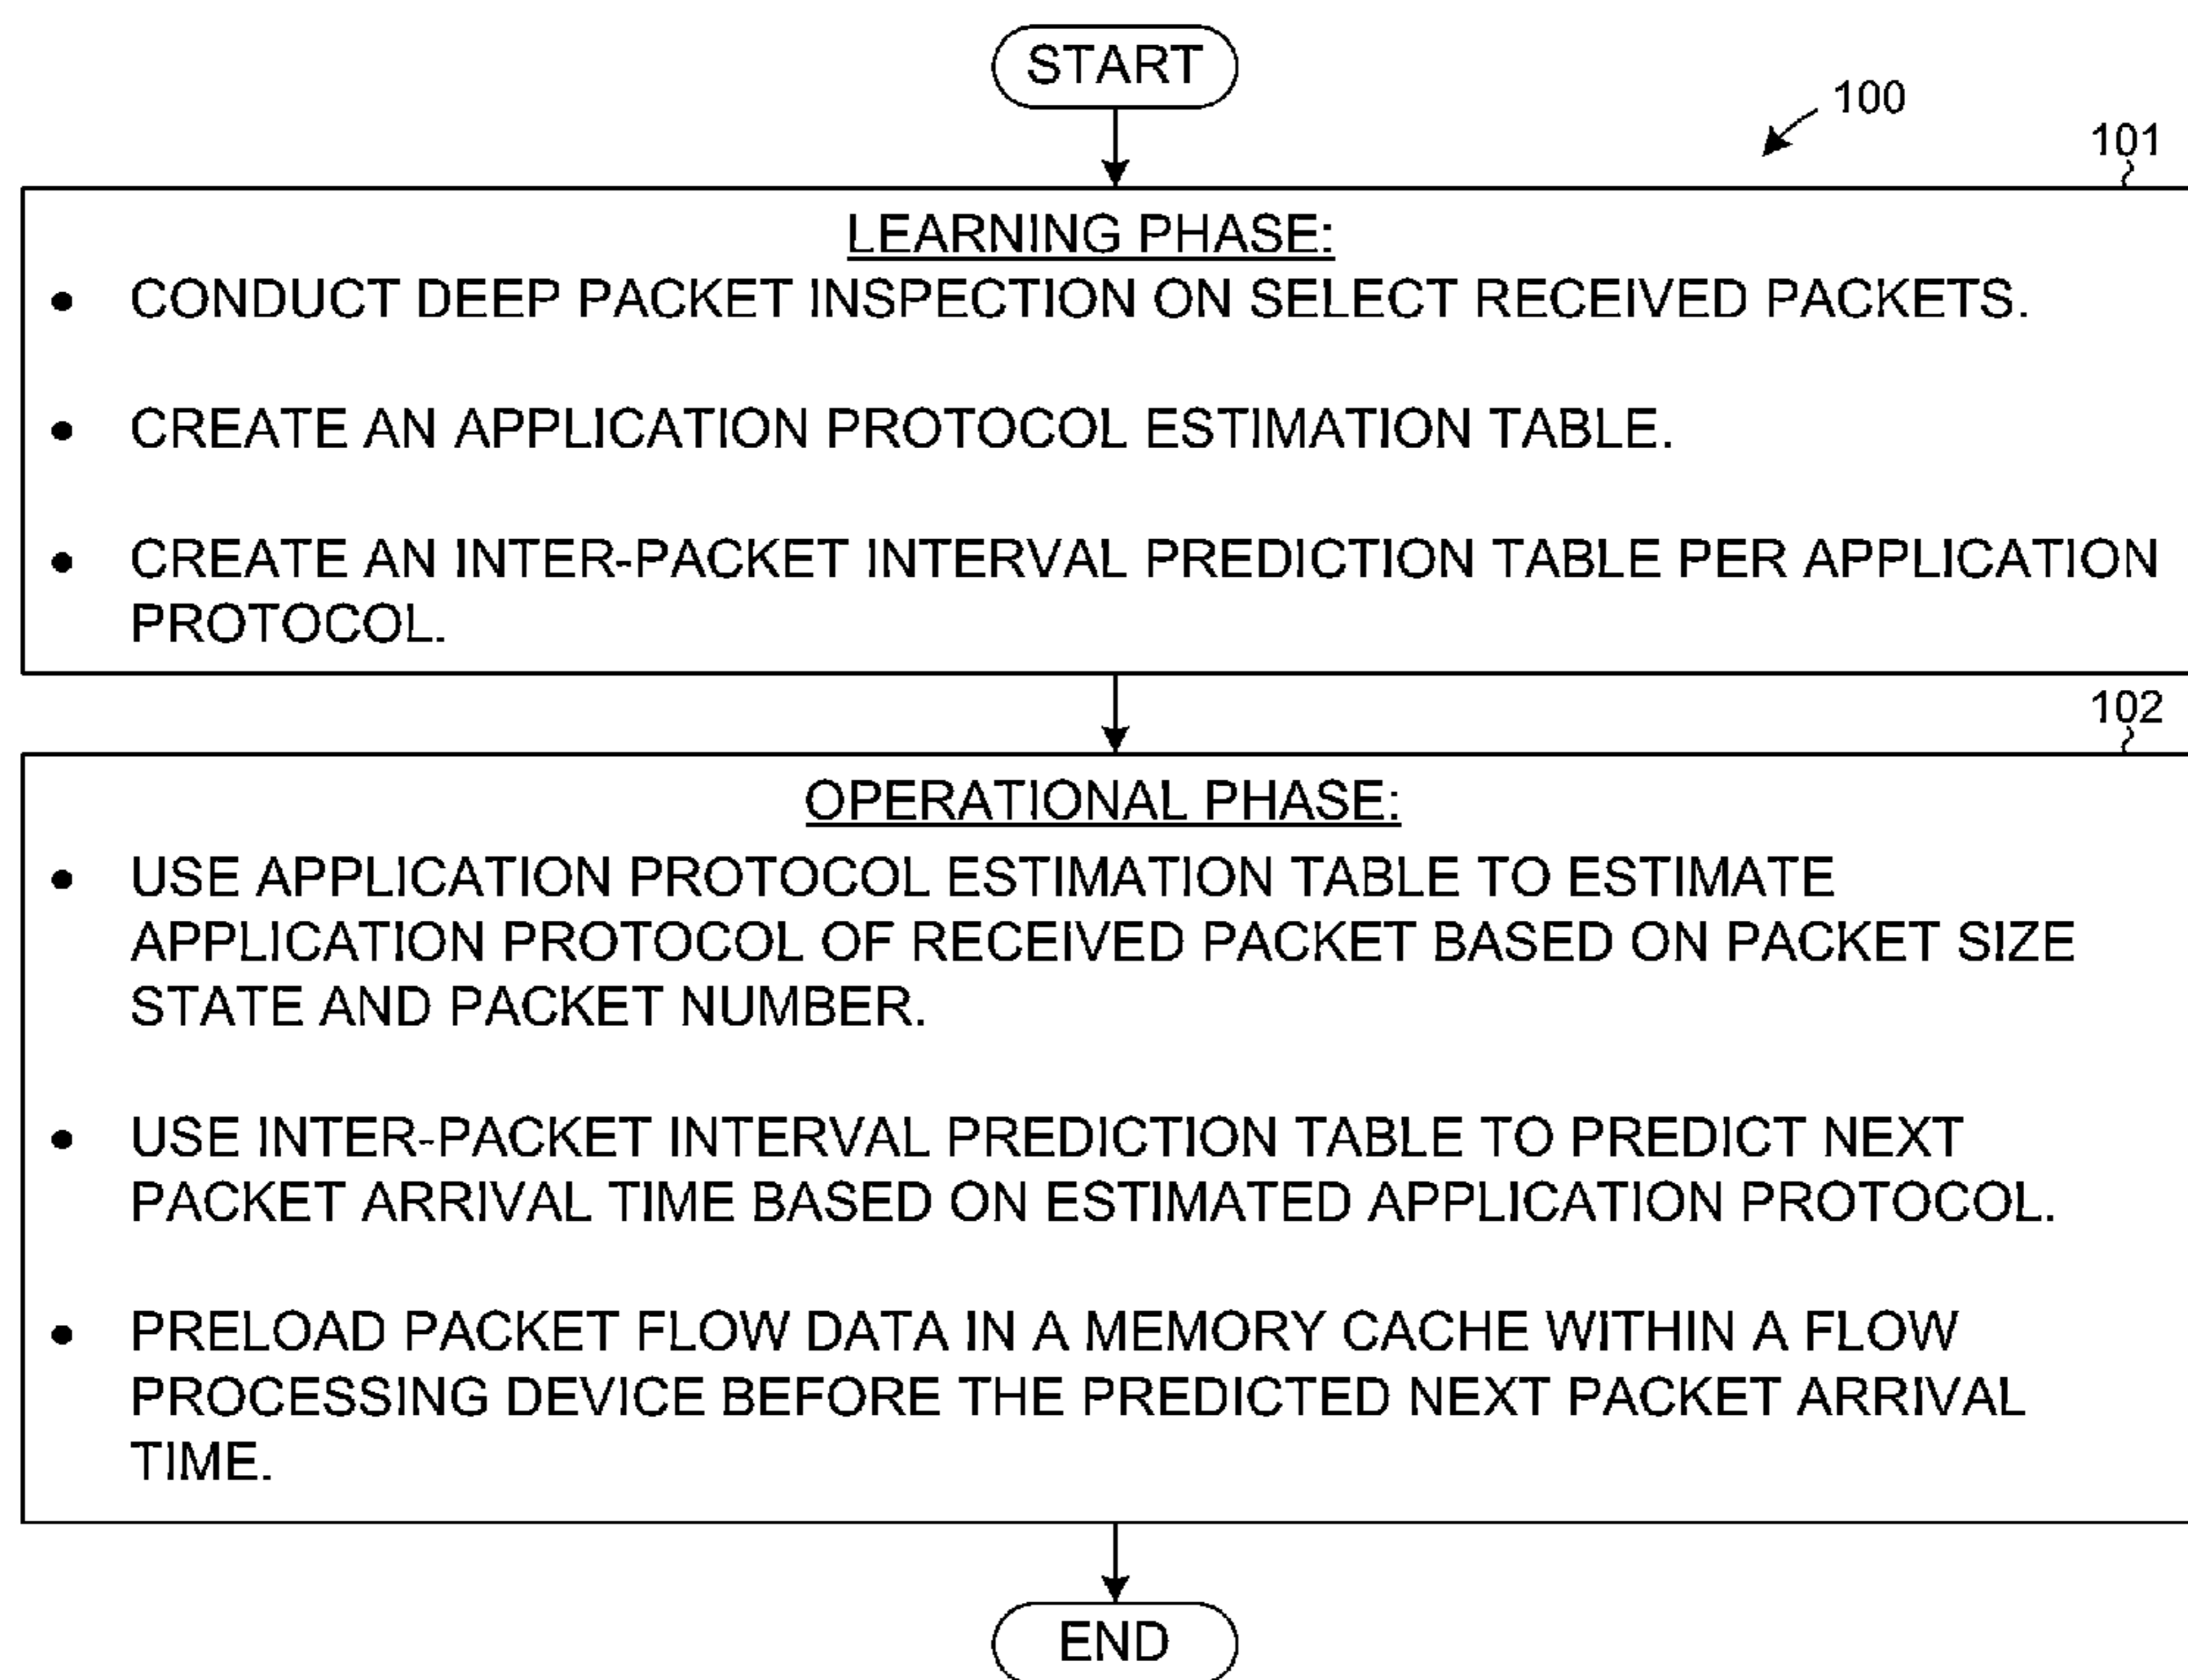 START
100
101
LEARNING PHASE:
• CONDUCT DEEP PACKET INSPECTION ON SELECT RECEIVED PACKETS.
• CREATE AN APPLICATION PROTOCOL ESTIMATION TABLE.
• CREATE AN INTER-PACKET INTERVAL PREDICTION TABLE PER APPLICATION
PROTOCOL.
102
OPERATIONAL PHASE:
• USE APPLICATION PROTOCOL ESTIMATION TABLE TO ESTIMATE
APPLICATION PROTOCOL OF RECEIVED PACKET BASED ON PACKET SIZE
STATE AND PACKET NUMBER.
• USE INTER-PACKET INTERVAL PREDICTION TABLE TO PREDICT NEXT
PACKET ARRIVAL TIME BASED ON ESTIMATED APPLICATION PROTOCOL.
• PRELOAD PACKET FLOW DATA IN A MEMORY CACHE WITHIN A FLOW
PROCESSING DEVICE BEFORE THE PREDICTED NEXT PACKET ARRIVAL
TIME.
END